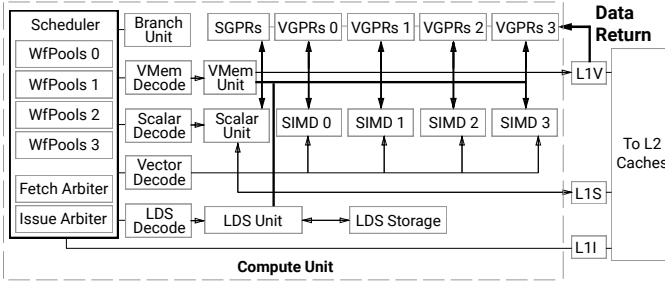 Scheduler
WfPools 0
WfPools 1
WfPools 2
WfPools 3
Fetch Arbiter
Issue Arbiter
Branch
Unit
VMem
Decode
VMem
Unit
Scalar
Decode
Scalar
Unit
Vector
Decode
LDS
Decode
LDS Unit
LDS Storage
SGPRs
VGPRs 0
VGPRs 1
VGPRs 2
VGPRs 3
SIMD 0
SIMD 1
SIMD 2
SIMD 3
Data
Return
L1V
L1S
L1I
To L2
Caches
Compute Unit